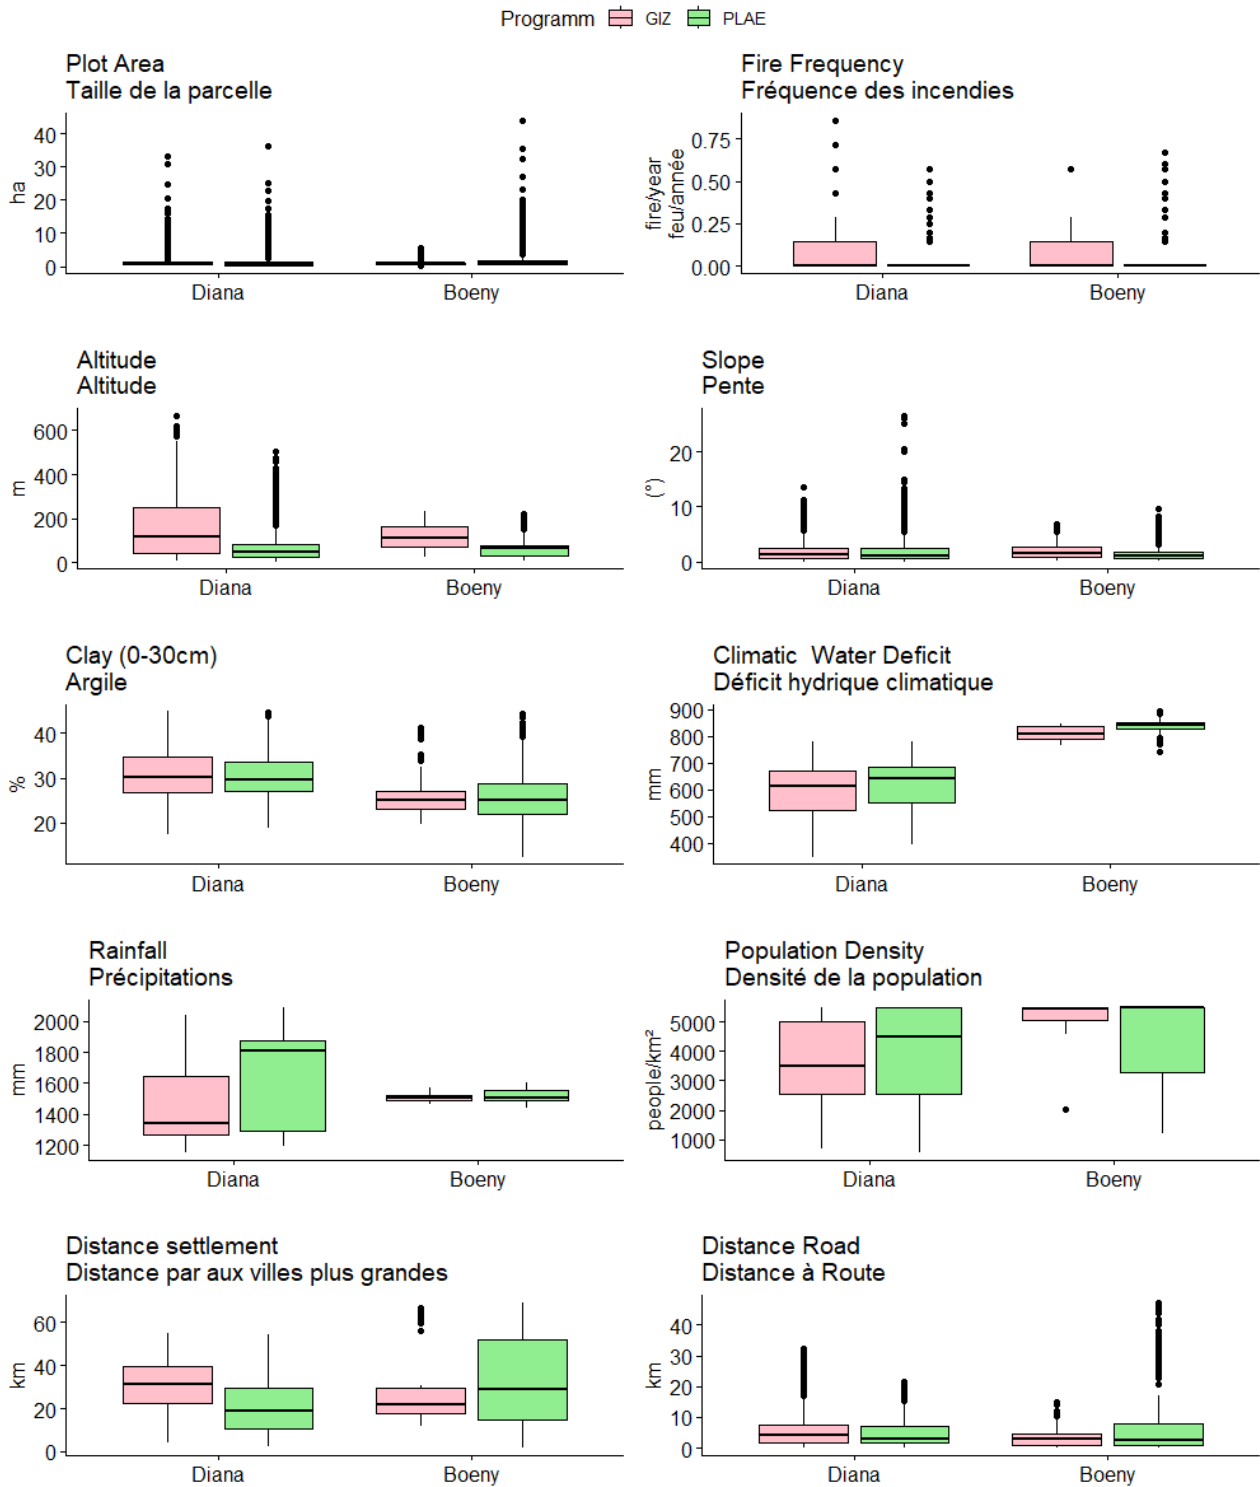 Programm GIZ PLAE
Plot Area
Taille de la parcelle
ha
40
30
20
10
0
Diana Boeny
Fire Frequency
Fréquence des incendies
fire/year
feu/année
0.75
0.50
0.25
0.00
Diana Boeny
Altitude
Altitude
m
600
400
200
0
Diana Boeny
Slope
Pente
(°)
20
10
0
Diana Boeny
Clay (0-30cm)
Argile
%
40
30
20
Diana Boeny
Climatic  Water Deficit
Déficit hydrique climatique
mm
900
800
700
600
500
400
Diana Boeny
Rainfall
Précipitations
mm
2000
1800
1600
1400
1200
Diana Boeny
Population Density
Densité de la population
people/km²
5000
4000
3000
2000
1000
Diana Boeny
Distance settlement
Distance par aux villes plus grandes
km
60
40
20
0
Diana Boeny
Distance Road
Distance à Route
km
40
30
20
10
0
Diana Boeny